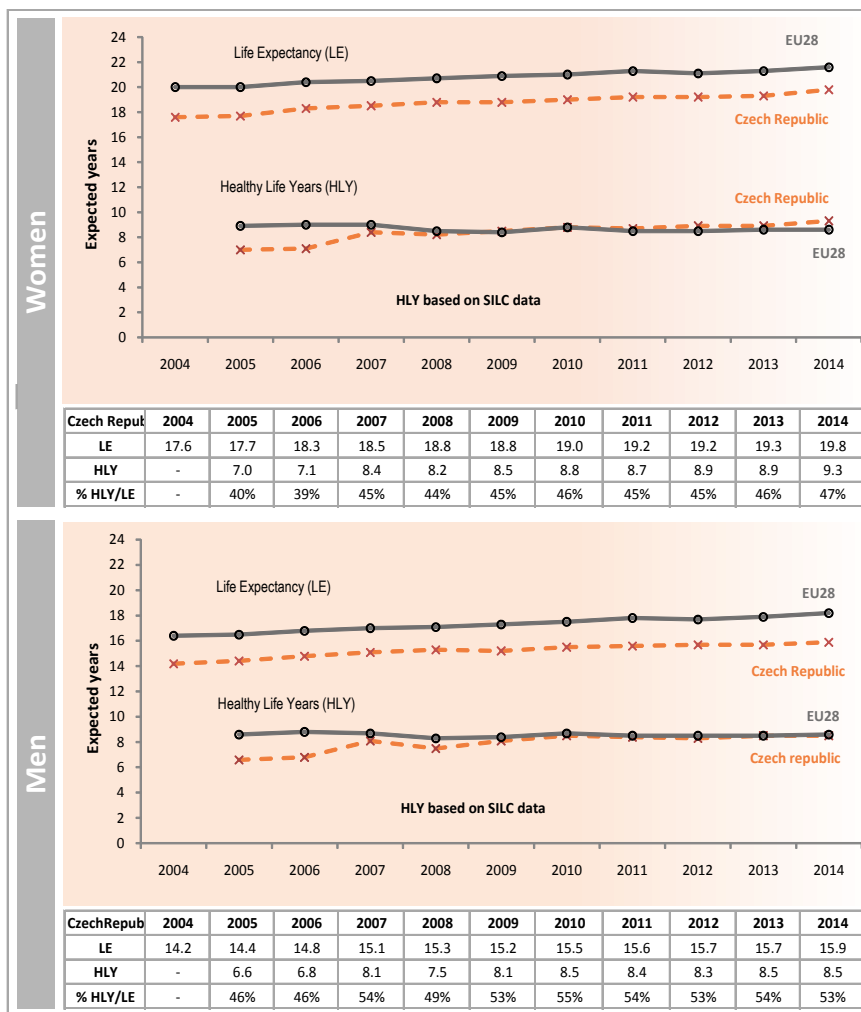 Women
Expected years
24
22
20
18
16
14
12
10
8
6
4
2
0
Life Expectancy (LE)
EU28
Czech Republic
Healthy Life Years (HLY)
Czech Republic
EU28
HLY based on SILC data
2004 2005 2006 2007 2008 2009 2010 2011 2012 2013 2014
Czech Repub 2004 2005 2006 2007 2008 2009 2010 2011 2012 2013 2014
LE 17.6 17.7 18.3 18.5 18.8 18.8 19.0 19.2 19.2 19.3 19.8
HLY - 7.0 7.1 8.4 8.2 8.5 8.8 8.7 8.9 8.9 9.3
% HLY/LE - 40% 39% 45% 44% 45% 46% 45% 45% 46% 47%
Men
Expected years
24
22
20
18
16
14
12
10
8
6
4
2
0
Life Expectancy (LE)
EU28
Czech Republic
Healthy Life Years (HLY)
EU28
Czech republic
HLY based on SILC data
2004 2005 2006 2007 2008 2009 2010 2011 2012 2013 2014
CzechRepub 2004 2005 2006 2007 2008 2009 2010 2011 2012 2013 2014
LE 14.2 14.4 14.8 15.1 15.3 15.2 15.5 15.6 15.7 15.7 15.9
HLY - 6.6 6.8 8.1 7.5 8.1 8.5 8.4 8.3 8.5 8.5
% HLY/LE - 46% 46% 54% 49% 53% 55% 54% 53% 54% 53%